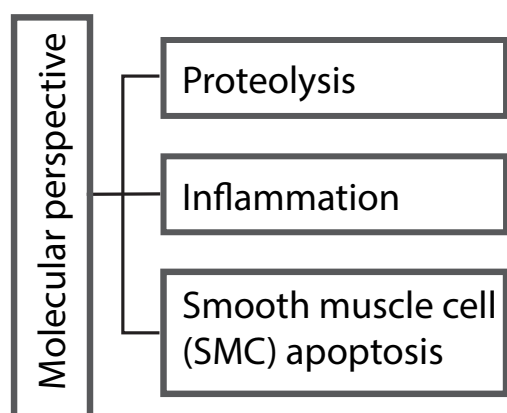 Molecular perspective
Proteolysis
Inflammation
Smooth muscle cell
(SMC) apoptosis